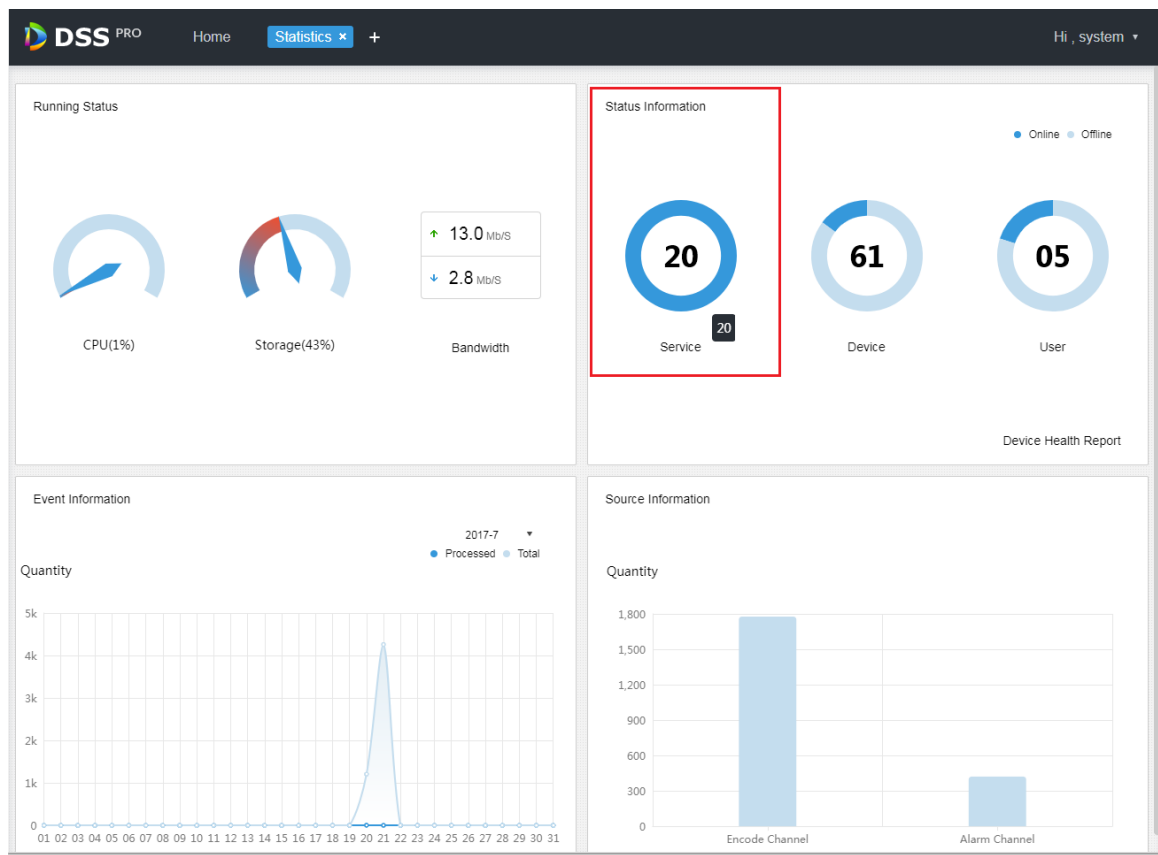 DSS PRO Home Statistics × + Hi , system ▾
Running Status
13.0 Mb/S
2.8 Mb/S
CPU(1%) Storage(43%) Bandwidth
Status Information
Online Offline
20 61 05
20
Service Device User
Device Health Report
Event Information
2017-7 ▾
Processed Total
Quantity
5k
4k
3k
2k
1k
0
01 02 03 04 05 06 07 08 09 10 11 12 13 14 15 16 17 18 19 20 21 22 23 24 25 26 27 28 29 30 31
Source Information
Quantity
1,800
1,500
1,200
900
600
300
0
Encode Channel Alarm Channel